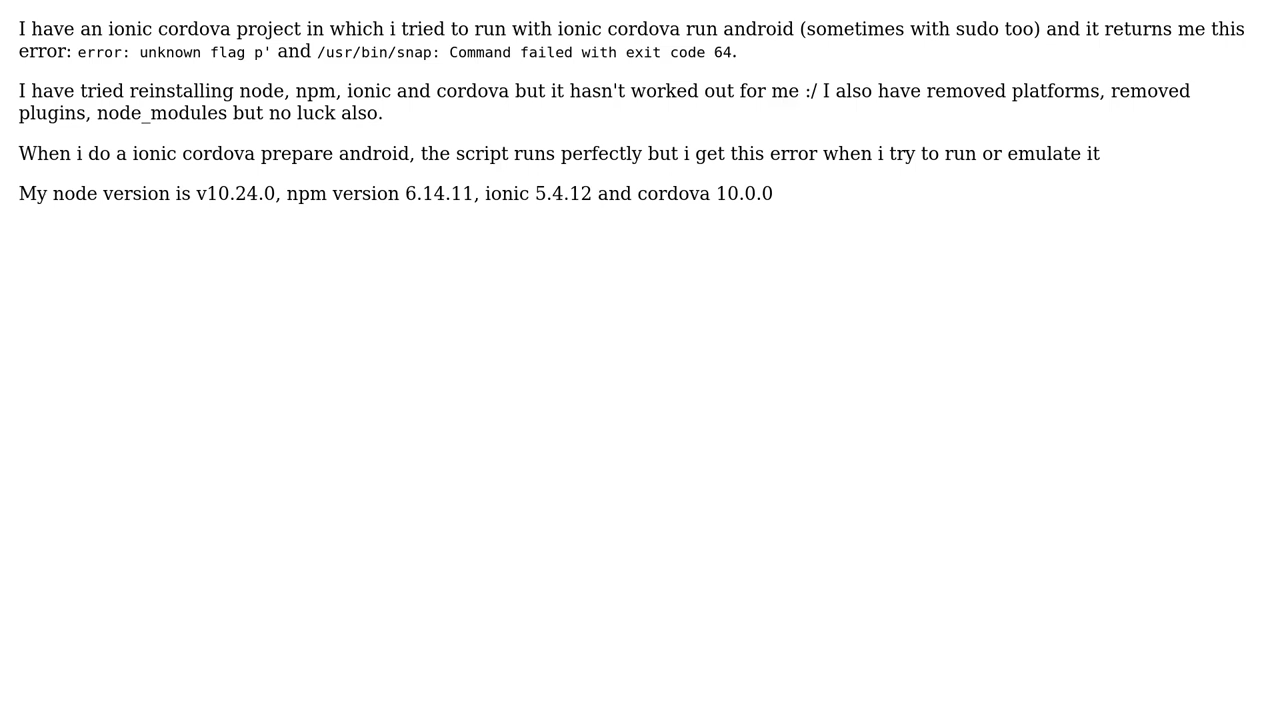 I have an ionic cordova project in which i tried to run with ionic cordova run android (sometimes with sudo too) and it returns me this
error: error: unknown flag p' and /usr/bin/snap: Command failed with exit code 64.
I have tried reinstalling node, npm, ionic and cordova but it hasn't worked out for me :/ I also have removed platforms, removed
plugins, node_modules but no luck also.
When i do a ionic cordova prepare android, the script runs perfectly but i get this error when i try to run or emulate it
My node version is v10.24.0, npm version 6.14.11, ionic 5.4.12 and cordova 10.0.0